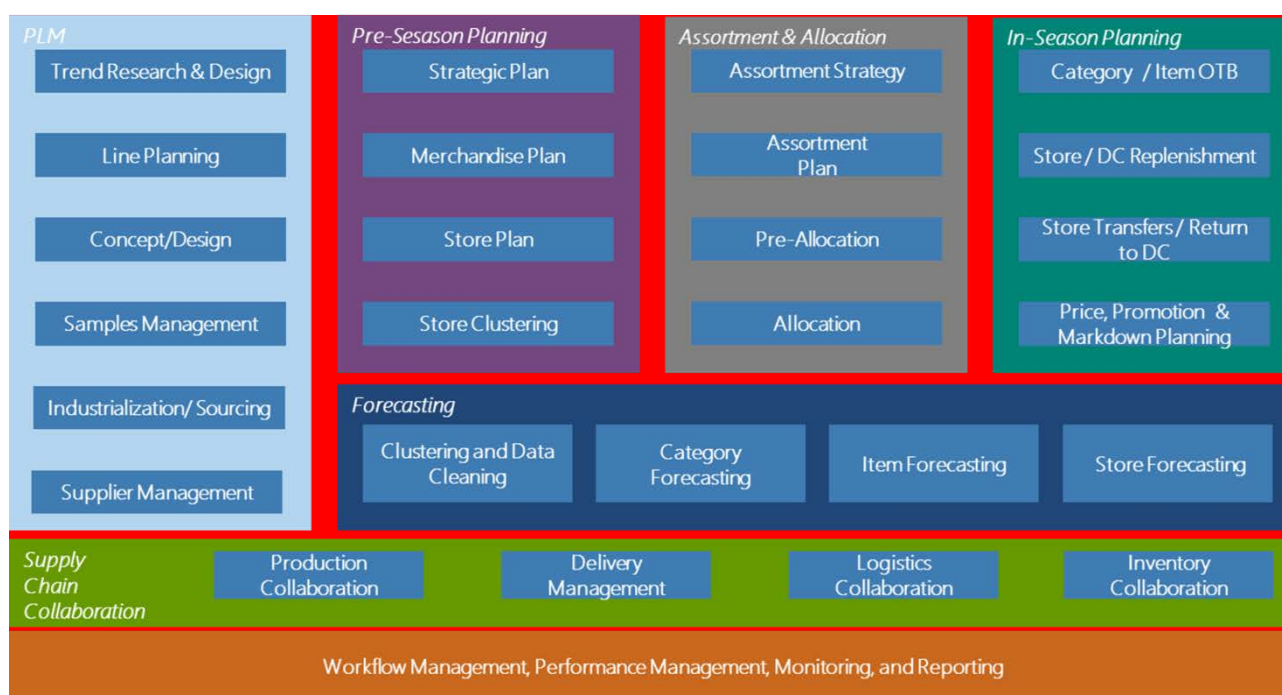 PLM
Trend Research & Design
Line Planning
Concept/Design
Samples Management
Industrialization/ Sourcing
Supplier Management
Pre-Sesason Planning
Strategic Plan
Merchandise Plan
Store Plan
Store Clustering
Assortment & Allocation
Assortment Strategy
Assortment
Plan
Pre-Allocation
Allocation
In-Season Planning
Category / Item OTB
Store / DC Replenishment
Store Transfers / Return
to DC
Price, Promotion &
Markdown Planning
Forecasting
Clustering and Data
Cleaning
Category
Forecasting
Item Forecasting
Store Forecasting
Supply
Chain
Collaboration
Production
Collaboration
Delivery
Management
Logistics
Collaboration
Inventory
Collaboration
Workflow Management, Performance Management, Monitoring, and Reporting